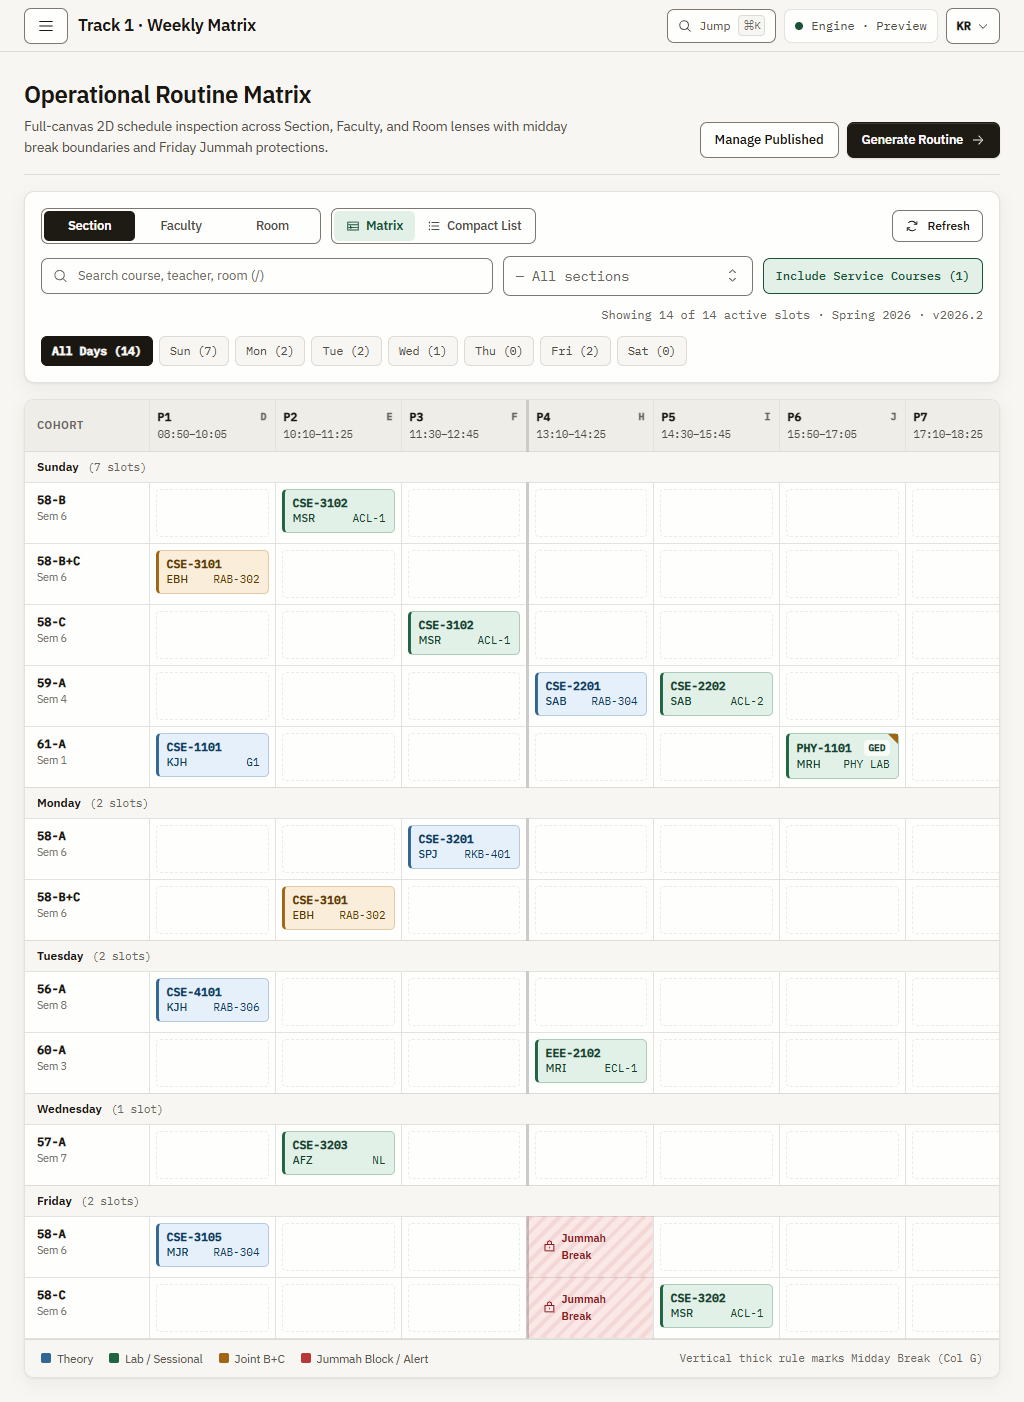 Track 1 · Weekly Matrix
Jump ⌘K
Engine · Preview
KR
Operational Routine Matrix
Full-canvas 2D schedule inspection across Section, Faculty, and Room lenses with midday
break boundaries and Friday Jummah protections.
Manage Published
Generate Routine →
Section Faculty Room
Matrix Compact List
Refresh
Search course, teacher, room (/)
— All sections
Include Service Courses (1)
Showing 14 of 14 active slots · Spring 2026 · v2026.2
All Days (14) Sun (7) Mon (2) Tue (2) Wed (1) Thu (0) Fri (2) Sat (0)
COHORT P1 D P2 E P3 F P4 H P5 I P6 J P7
08:50–10:05 10:10–11:25 11:30–12:45 13:10–14:25 14:30–15:45 15:50–17:05 17:10–18:25
Sunday (7 slots)
58-B CSE-3102
Sem 6 MSR ACL-1
58-B+C CSE-3101
Sem 6 EBH RAB-302
58-C CSE-3102
Sem 6 MSR ACL-1
59-A CSE-2201 CSE-2202
Sem 4 SAB RAB-304 SAB ACL-2
61-A CSE-1101 PHY-1101 GED
Sem 1 KJH G1 MRH PHY LAB
Monday (2 slots)
58-A CSE-3201
Sem 6 SPJ RKB-401
58-B+C CSE-3101
Sem 6 EBH RAB-302
Tuesday (2 slots)
56-A CSE-4101
Sem 8 KJH RAB-306
60-A EEE-2102
Sem 3 MRI ECL-1
Wednesday (1 slot)
57-A CSE-3203
Sem 7 AFZ NL
Friday (2 slots)
58-A CSE-3105 Jummah
Sem 6 MJR RAB-304 Break
58-C Jummah CSE-3202
Sem 6 Break MSR ACL-1
Theory Lab / Sessional Joint B+C Jummah Block / Alert
Vertical thick rule marks Midday Break (Col G)